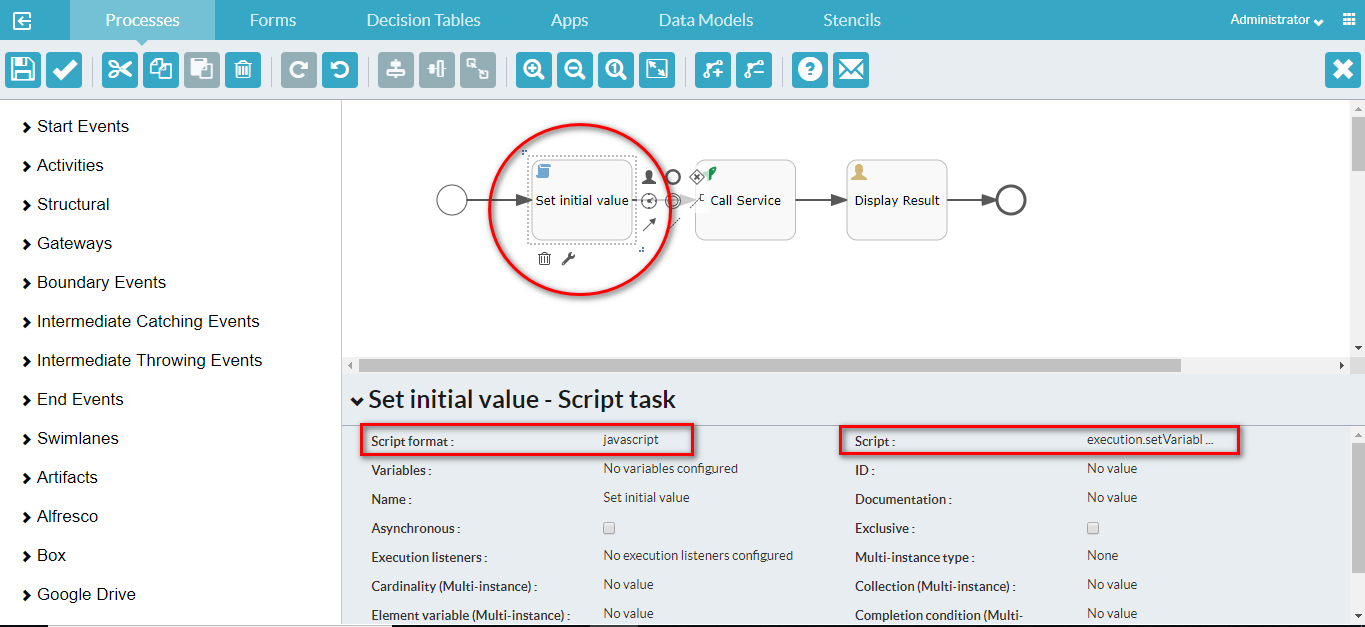 Processes Forms Decision Tables Apps Data Models Stencils Administrator
Start Events
Activities
Structural
Gateways
Boundary Events
Intermediate Catching Events
Intermediate Throwing Events
End Events
Swimlanes
Artifacts
Alfresco
Box
Google Drive
Set initial value Call Service Display Result
Set initial value - Script task
Script format : javascript Script : execution.setVariabl ...
Variables : No variables configured ID : No value
Name : Set initial value Documentation : No value
Asynchronous : Exclusive :
Execution listeners : No execution listeners configured Multi-instance type : None
Cardinality (Multi-instance) : No value Collection (Multi-instance) : No value
Element variable (Multi-instance) : No value Completion condition (Multi- No value